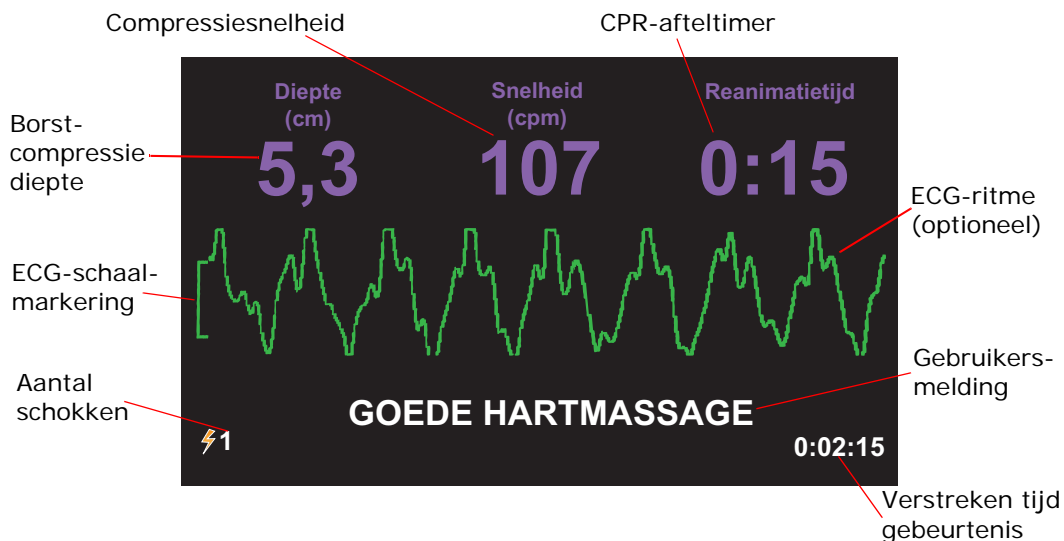 Compressiesnelheid
CPR-afteltimer
Diepte
(cm)
5,3
Snelheid
(cpm)
107
Reanimatietijd
0:15
Borst-
compressie
diepte
ECG-ritme
(optioneel)
ECG-schaal-
markering
Gebruikers-
melding
Aantal
schokken
GOEDE HARTMASSAGE
1
0:02:15
Verstreken tijd
gebeurtenis